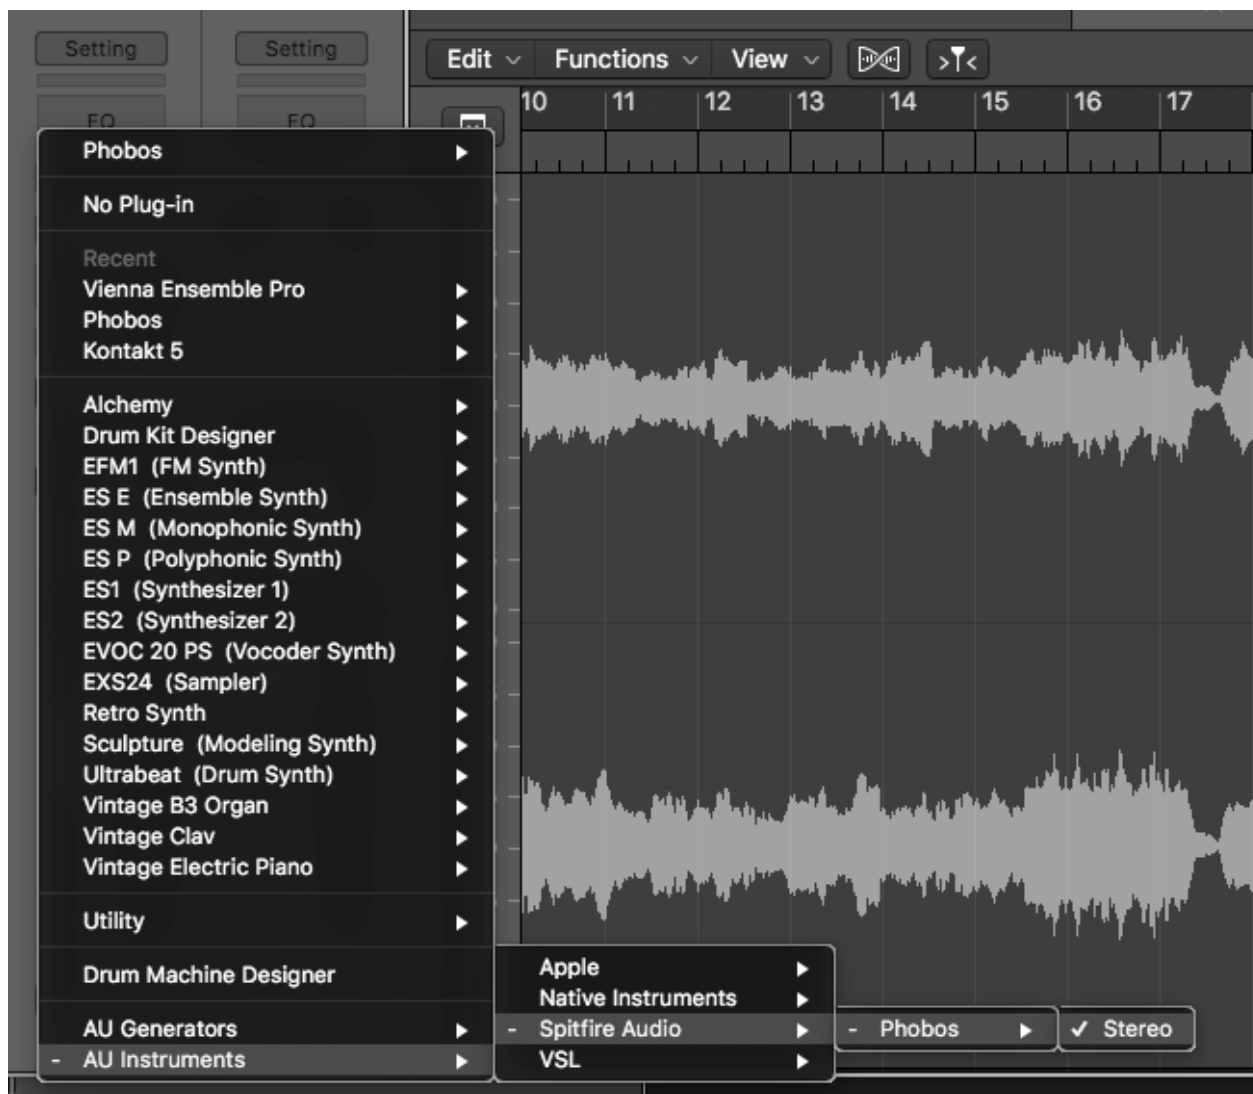 Setting Setting
Edit Functions View
EQ EQ
10 11 12 13 14 15 16 17
Phobos
No Plug-in
Recent
Vienna Ensemble Pro
Phobos
Kontakt 5
Alchemy
Drum Kit Designer
EFM1 (FM Synth)
ES E (Ensemble Synth)
ES M (Monophonic Synth)
ES P (Polyphonic Synth)
ES1 (Synthesizer 1)
ES2 (Synthesizer 2)
EVOC 20 PS (Vocoder Synth)
EXS24 (Sampler)
Retro Synth
Sculpture (Modeling Synth)
Ultrabeat (Drum Synth)
Vintage B3 Organ
Vintage Clav
Vintage Electric Piano
Utility
Drum Machine Designer
AU Generators
- AU Instruments
Apple
Native Instruments
- Spitfire Audio
VSL
- Phobos
✓ Stereo